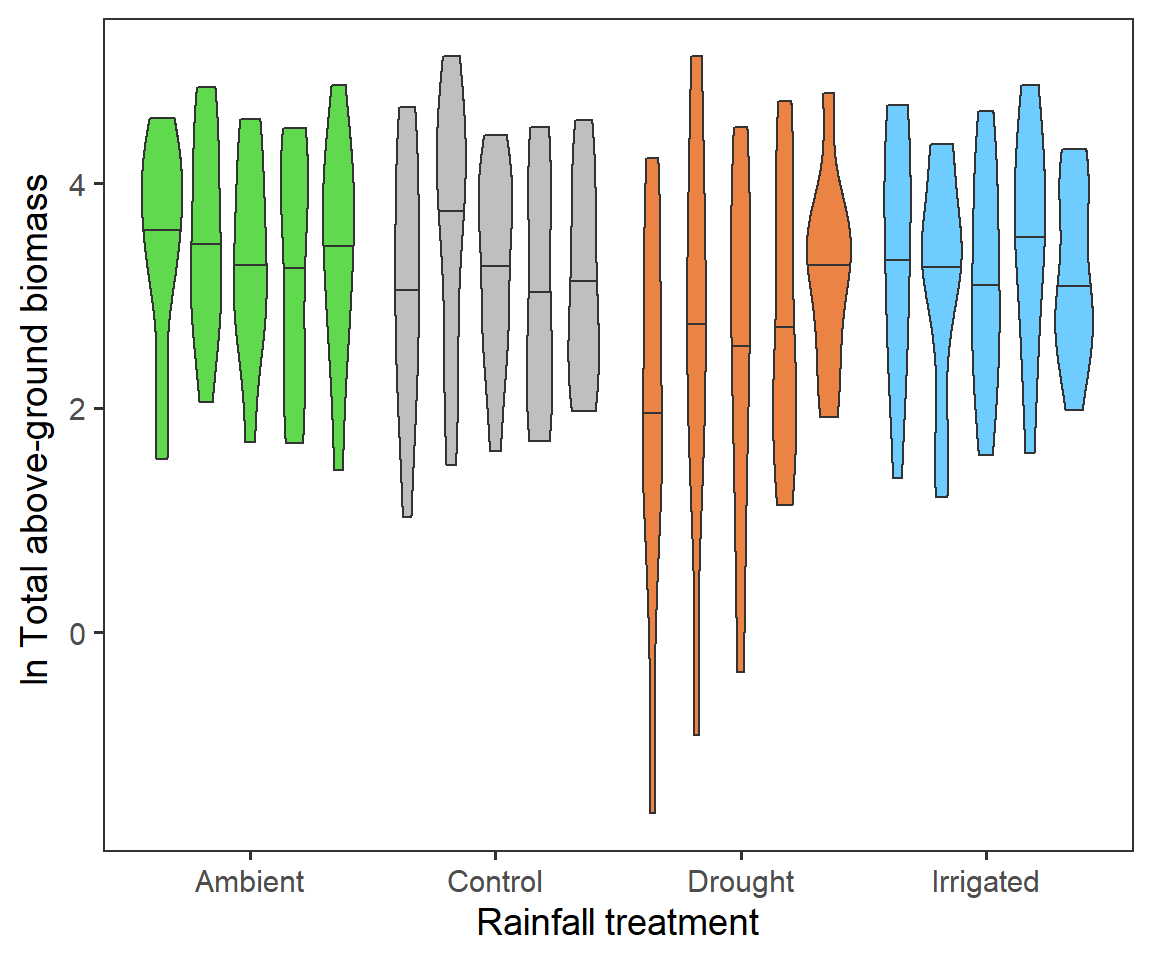 ln Total above-ground biomass
4
2
0
Ambient Control Drought Irrigated
Rainfall treatment